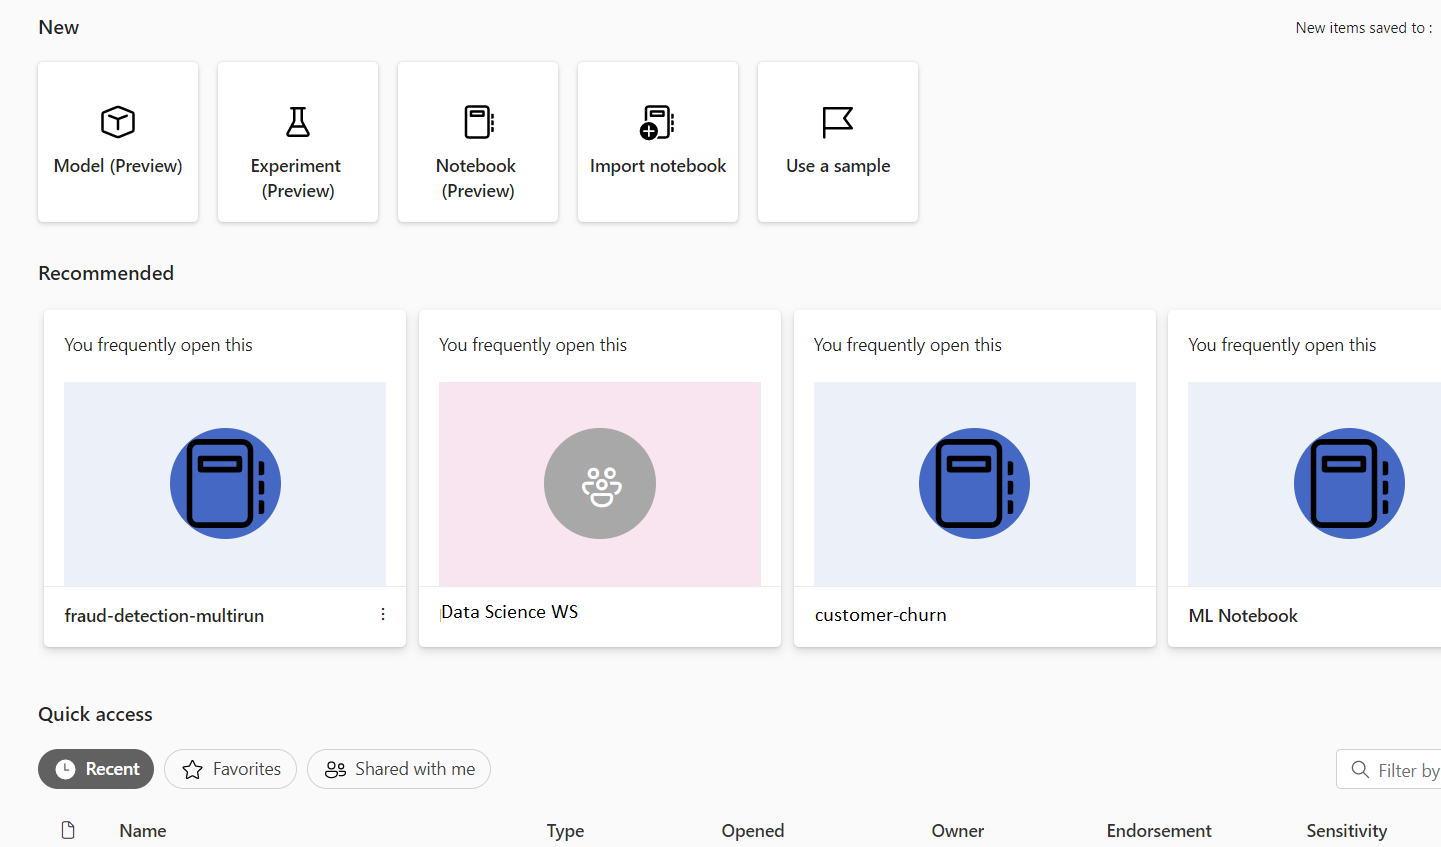 New
New items saved to :
Model (Preview)
Experiment
(Preview)
Notebook
(Preview)
Import notebook
Use a sample
Recommended
You frequently open this
You frequently open this
You frequently open this
You frequently open this
fraud-detection-multirun
Data Science WS
customer-churn
ML Notebook
Quick access
Recent
Favorites
Shared with me
Filter by
Name
Type
Opened
Owner
Endorsement
Sensitivity